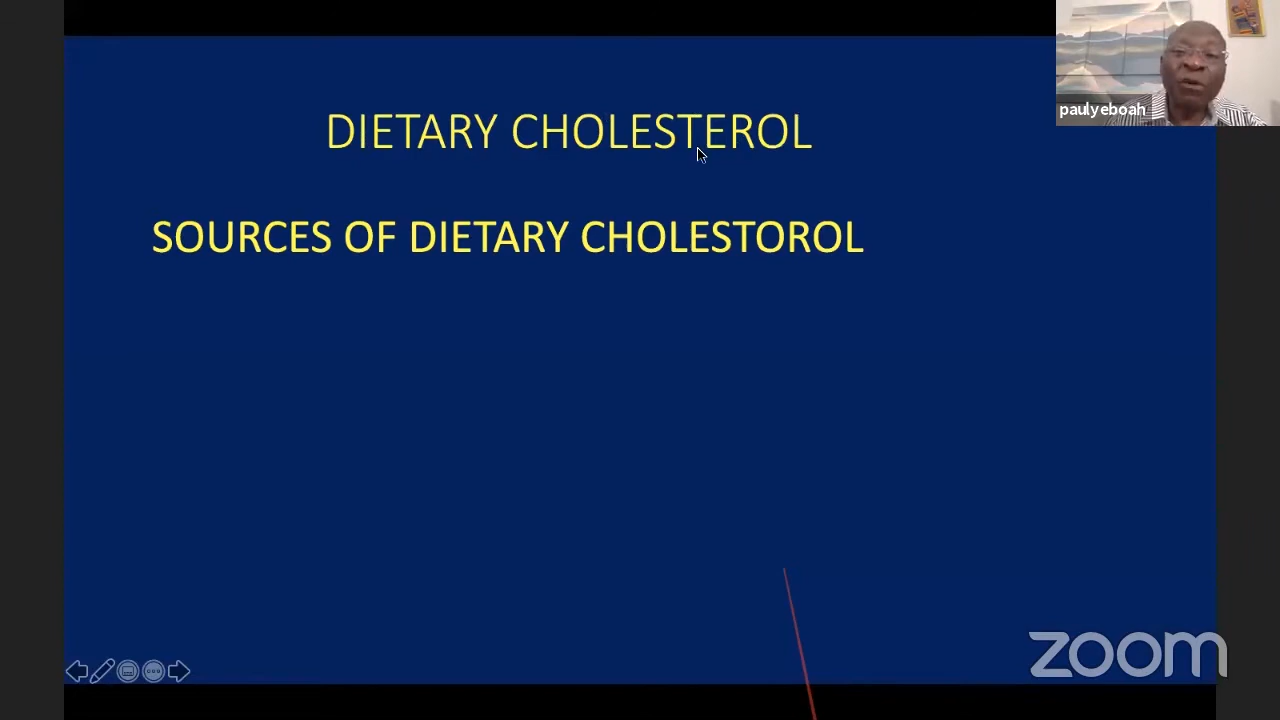 paulyeboah
DIETARY CHOLESTEROL
SOURCES OF DIETARY CHOLESTOROL
zoom